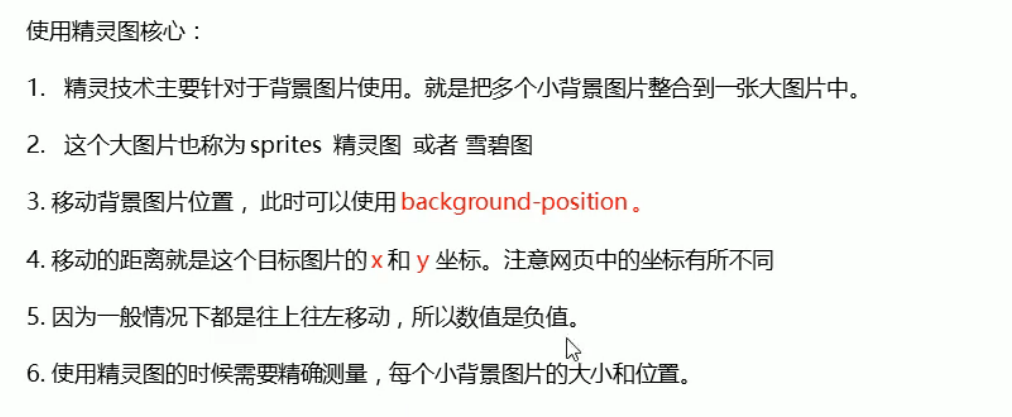 使用精灵图核心：
1. 精灵技术主要针对于背景图片使用。就是把多个小背景图片整合到一张大图片中。
2. 这个大图片也称为 sprites 精灵图 或者 雪碧图
3. 移动背景图片位置，此时可以使用 background-position。
4. 移动的距离就是这个目标图片的 x 和 y 坐标。注意网页中的坐标有所不同
5. 因为一般情况下都是往上往左移动，所以数值是负值。
6. 使用精灵图的时候需要精确测量，每个小背景图片的大小和位置。